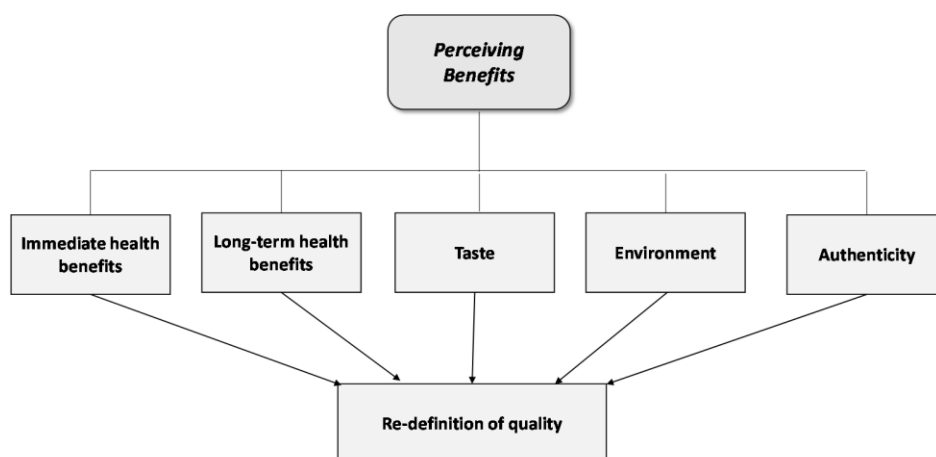 Perceiving
Benefits
Immediate health
benefits
Long-term health
benefits
Taste
Environment
Authenticity
Re-definition of quality